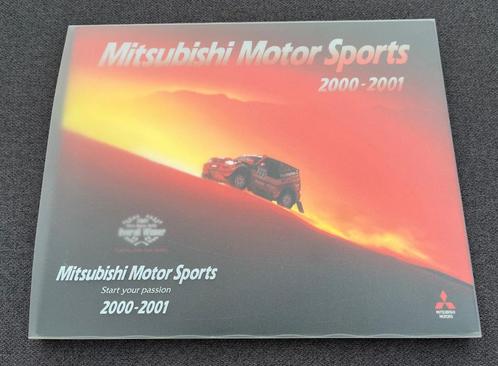 Mitsubishi Motor Sports
2000-2001
Mitsubishi Motor Sports
Start your passion
2000-2001
MITSUBISHI
MOTORS